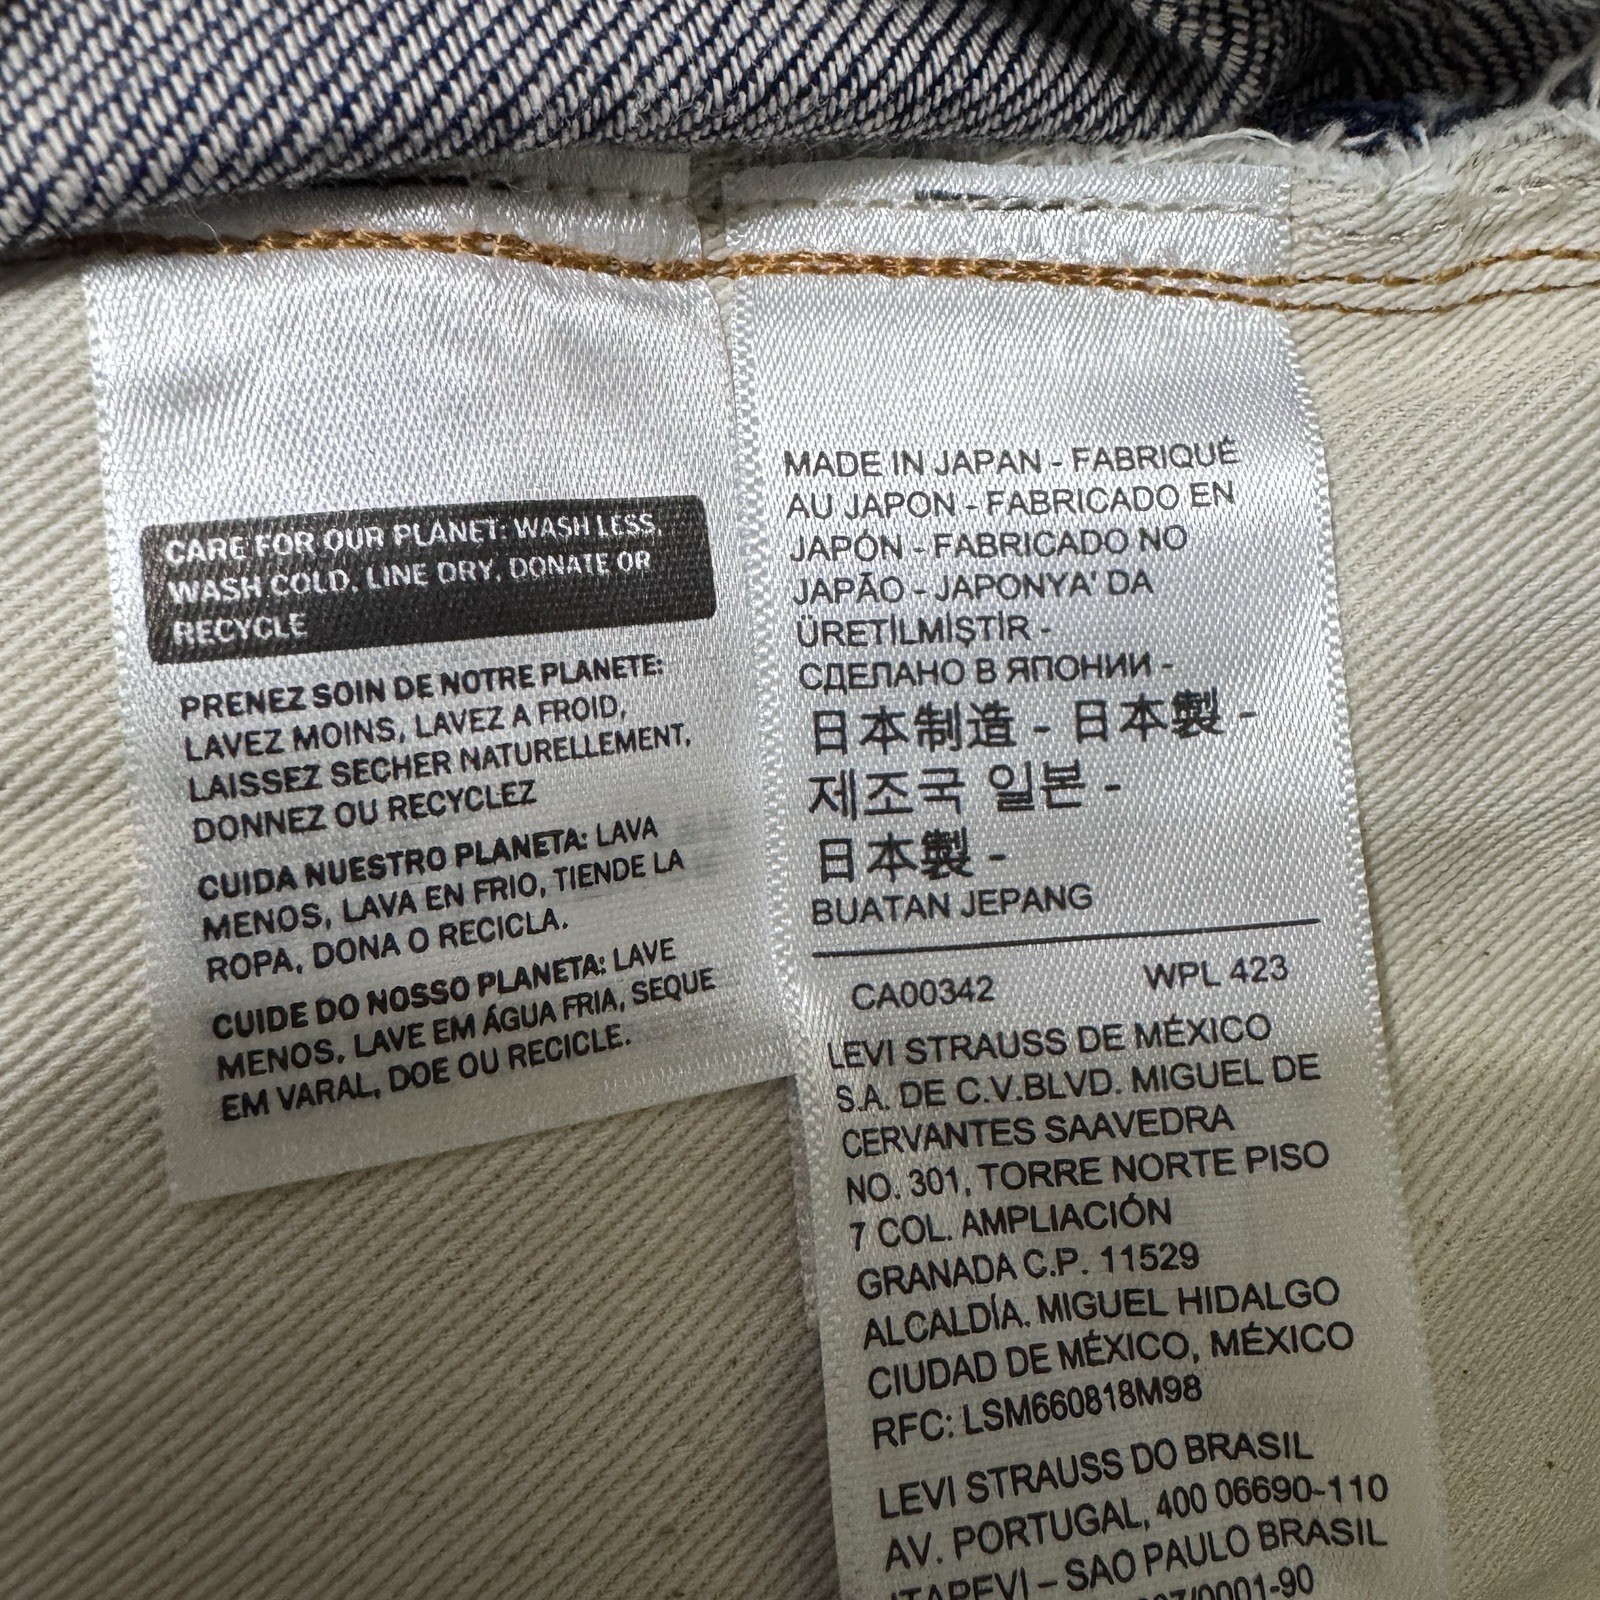 CARE FOR OUR PLANET: WASH LESS,
WASH COLD, LINE DRY, DONATE OR
RECYCLE
PRENEZ SOIN DE NOTRE PLANETE:
LAVEZ MOINS, LAVEZ A FROID,
LAISSEZ SECHER NATURELLEMENT,
DONNEZ OU RECYCLEZ
CUIDA NUESTRO PLANETA: LAVA
MENOS, LAVA EN FRIO, TIENDE LA
ROPA, DONA O RECICLA.
CUIDE DO NOSSO PLANETA: LAVE
MENOS, LAVE EM ÁGUA FRIA, SEQUE
EM VARAL, DOE OU RECICLE.
MADE IN JAPAN - FABRIQUÉ
AU JAPON - FABRICADO EN
JAPÓN - FABRICADO NO
JAPÃO - JAPONYA' DA
ÜRETİLMİŞTİR -
СДЕЛАНО В ЯПОНИИ -
日本制造 - 日本製 -
제조국 일본 -
日本製 -
BUATAN JEPANG
CA00342 WPL 423
LEVI STRAUSS DE MÉXICO
S.A. DE C.V.BLVD. MIGUEL DE
CERVANTES SAAVEDRA
NO. 301, TORRE NORTE PISO
7 COL. AMPLIACIÓN
GRANADA C.P. 11529
ALCALDÍA. MIGUEL HIDALGO
CIUDAD DE MÉXICO, MÉXICO
RFC: LSM660818M98
LEVI STRAUSS DO BRASIL
AV. PORTUGAL, 400 06690-110
ITAPEVI – SAO PAULO BRASIL
/0001-90